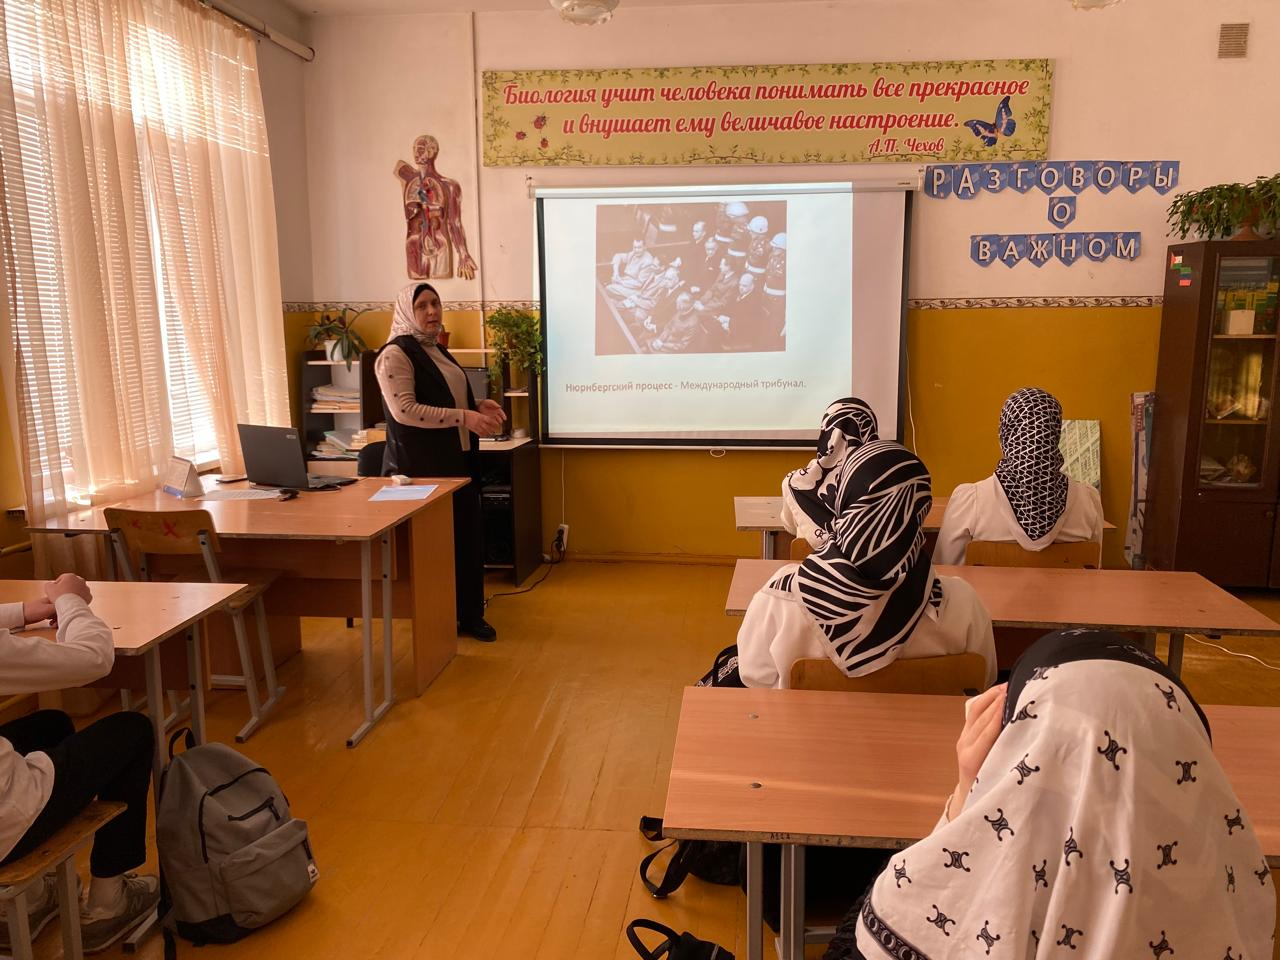 Биология учит человека понимать все прекрасное
и внушает ему величавое настроение.
А.П. Чехов
РАЗГОВОРЫ
О
ВАЖНОМ
Нюрнбергский процесс - Международный трибунал.